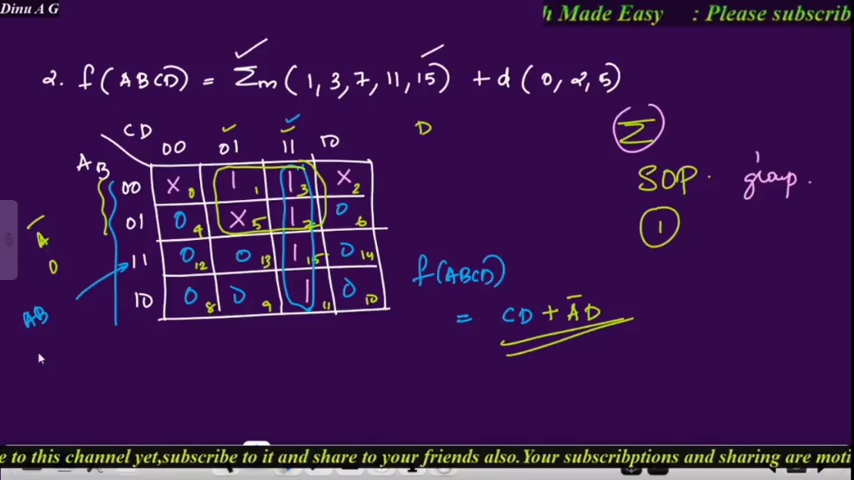 Dinu A G
h Made Easy : Please subscrib
2. f(ABCD) = Σm(1,3,7,11,15) + d(0,2,5)
CD
00 01 11 10
D
Σ
AB
00 X 0 1 1 1 3 X 2
SOP. group.
01 0 4 X 5 1 7 0 6
1
Ā
D
11 0 12 0 13 1 15 0 14
f(ABCD)
10 0 8 0 9 1 11 0 10
AB
= CD + ĀD
e to this channel yet,subscribe to it and share to your friends also.Your subscribptions and sharing are moti